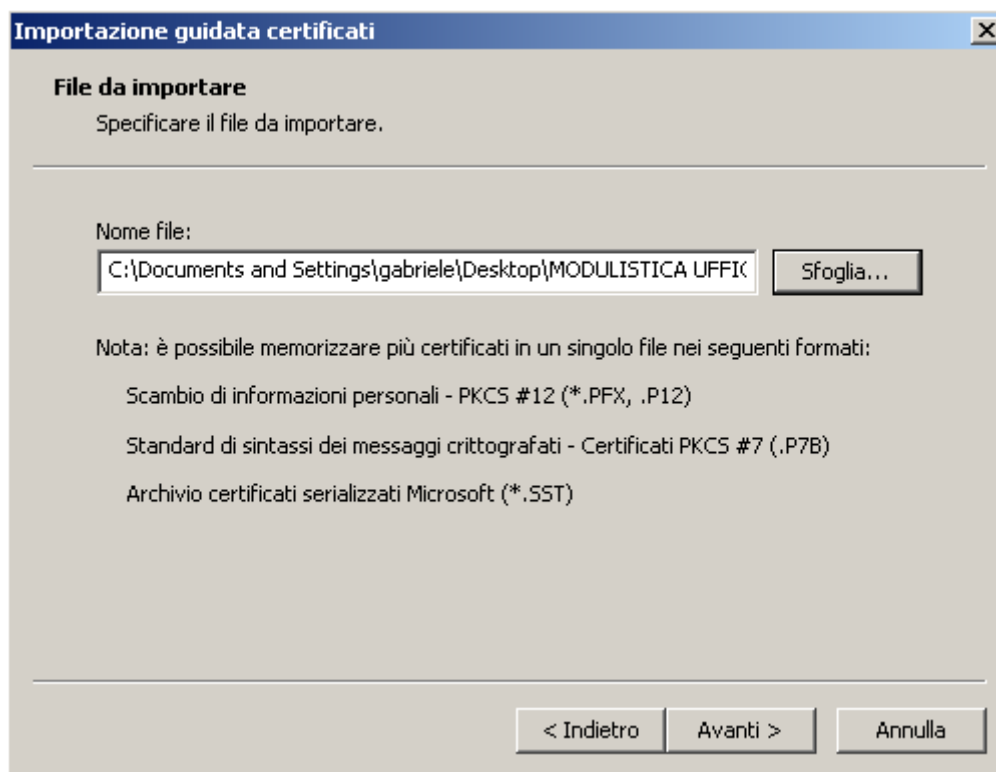 Importazione guidata certificati
File da importare
Specificare il file da importare.
Nome file:
C:\Documents and Settings\gabriele\Desktop\MODULISTICA UFFIC
Sfoglia...
Nota: è possibile memorizzare più certificati in un singolo file nei seguenti formati:
Scambio di informazioni personali - PKCS #12 (*.PFX, .P12)
Standard di sintassi dei messaggi crittografati - Certificati PKCS #7 (.P7B)
Archivio certificati serializzati Microsoft (*.SST)
< Indietro Avanti > Annulla